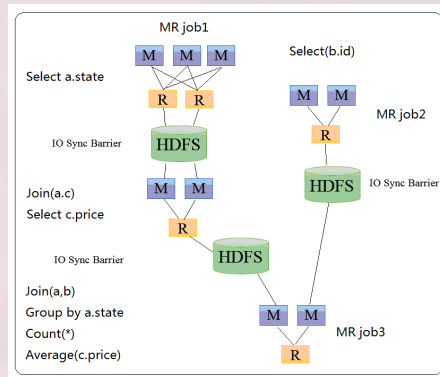 MR job1
Select(b.id)
M M M
Select a.state
R R
M M
MR job2
R
IO Sync Barrier
HDFS
HDFS
IO Sync Barrier
M M
Join(a.c)
Select c.price
R
IO Sync Barrier
HDFS
Join(a,b)
Group by a.state
M M
Count(*)
MR job3
Average(c.price)
R